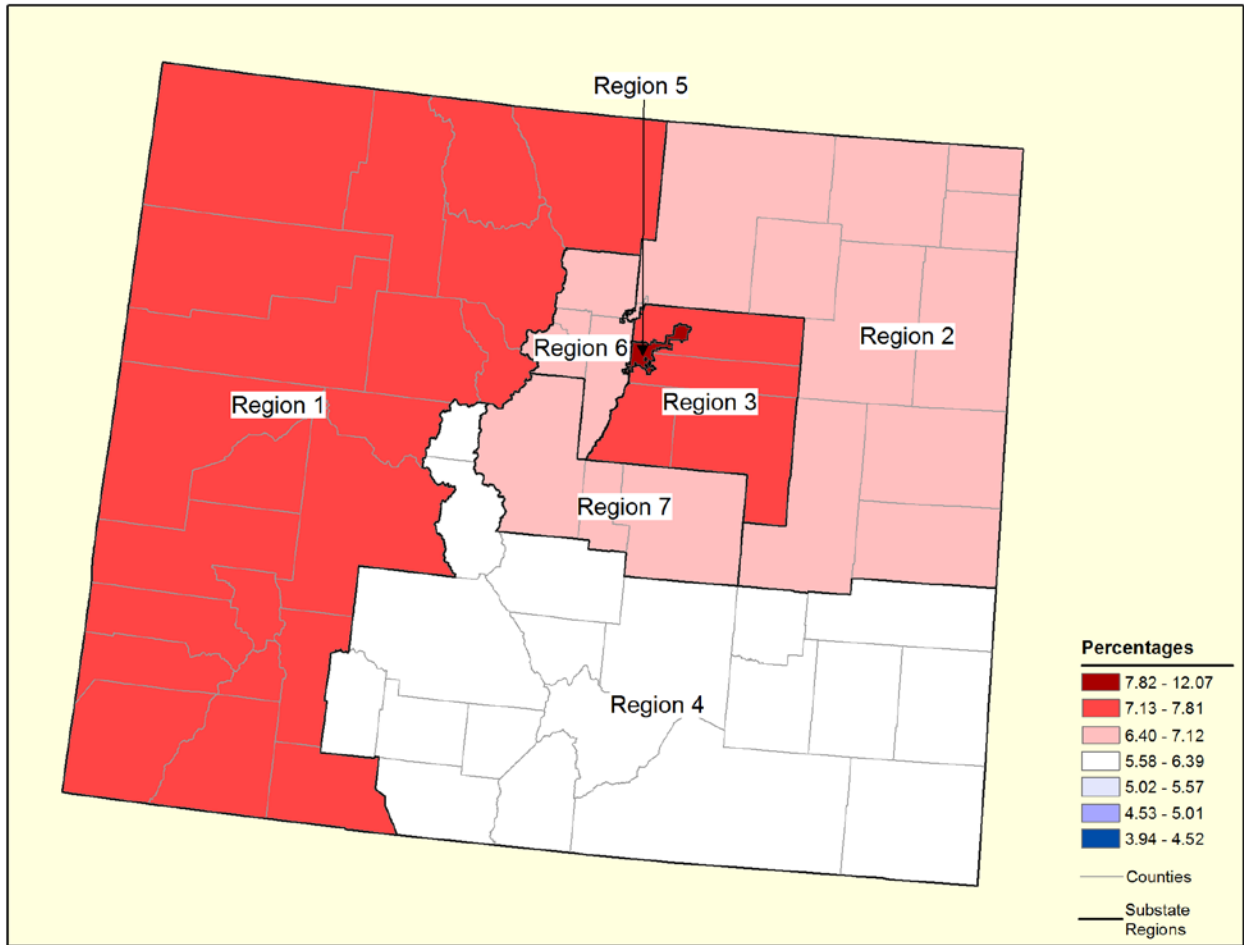 Region 5
Region 2
Region 6
Region 3
Region 1
Region 7
Region 4
Percentages
7.82 - 12.07
7.13 - 7.81
6.40 - 7.12
5.58 - 6.39
5.02 - 5.57
4.53 - 5.01
3.94 - 4.52
Counties
Substate
Regions